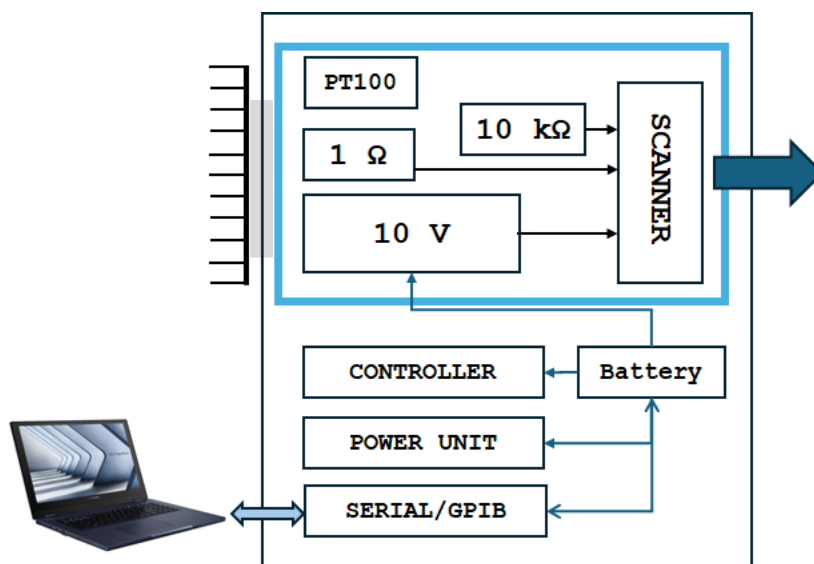 PT100
10 kΩ
1 Ω
10 V
SCANNER
CONTROLLER
Battery
POWER UNIT
SERIAL/GPIB